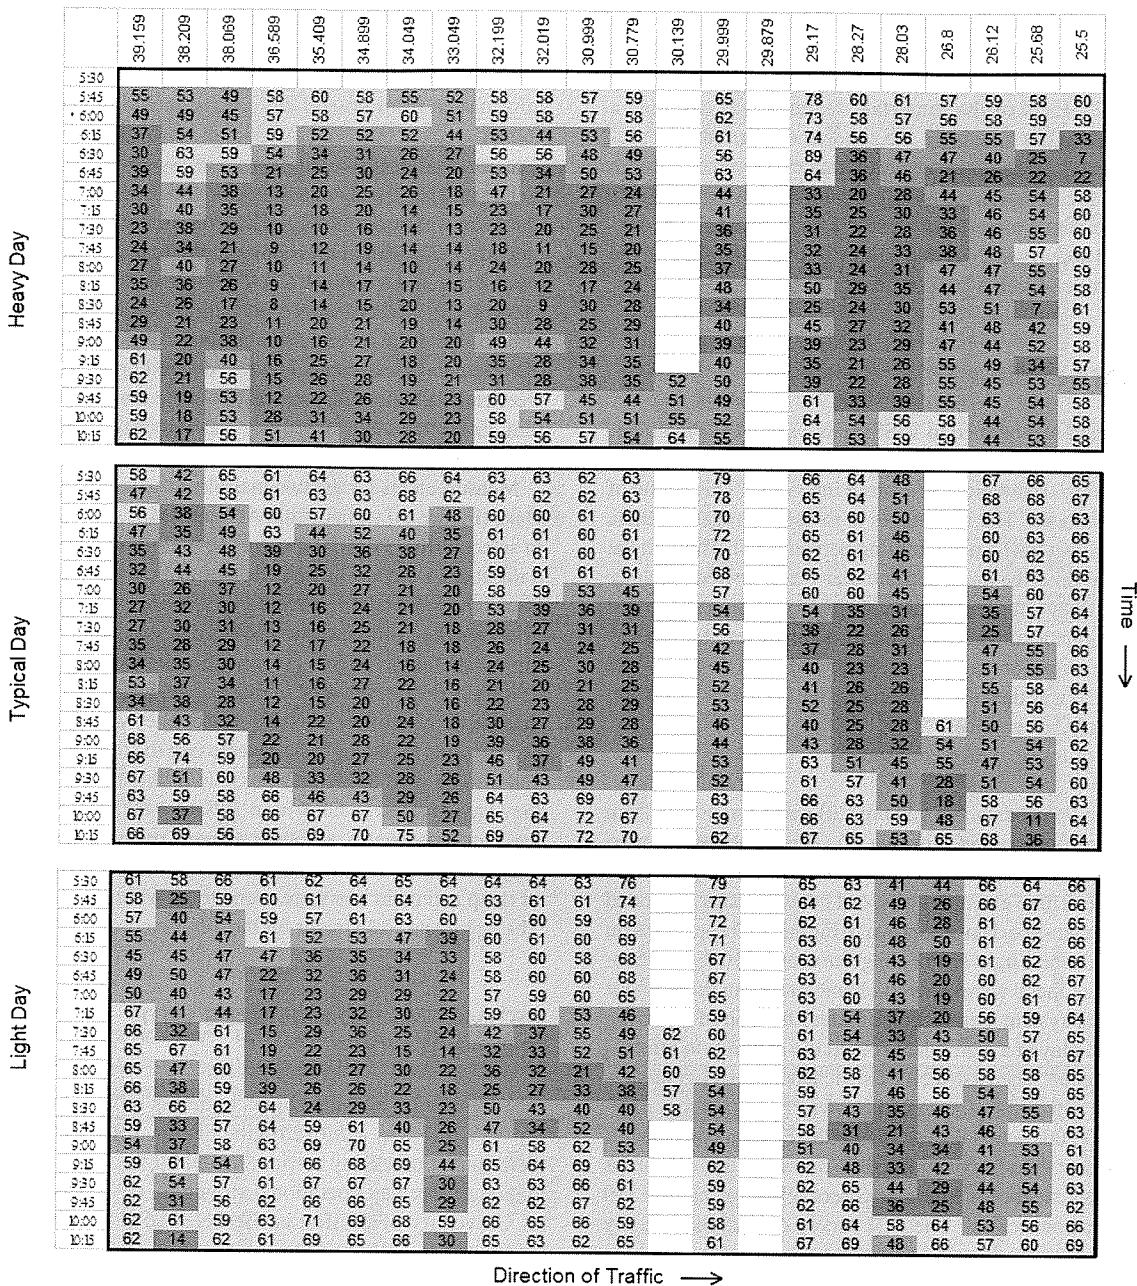 39.159 38.209 38.069 36.589 35.409 34.899 34.049 33.049 32.199 32.019 30.999 30.779 30.139 29.999 29.879 29.17 28.27 28.03 26.8 26.12 25.68 25.5
Heavy Day
5:30
5:45 55 53 49 58 60 58 55 52 58 58 57 59 65 78 60 61 57 59 58 60
6:00 49 49 45 57 58 57 60 51 59 58 57 58 62 73 58 57 56 58 59 59
6:15 37 54 51 59 52 52 52 44 53 44 53 56 61 74 56 56 55 55 57 33
6:30 30 63 59 54 34 31 26 27 56 56 48 49 56 89 36 47 47 40 25 7
6:45 39 59 53 21 25 30 24 20 53 34 50 53 63 64 36 46 21 26 22 22
7:00 34 44 38 13 20 25 26 18 47 21 27 24 44 33 20 28 44 45 54 58
7:15 30 40 35 13 18 20 14 15 23 17 30 27 41 35 25 30 33 46 54 60
7:30 23 38 29 10 10 16 14 13 23 20 25 21 36 31 22 28 36 46 55 60
7:45 24 34 21 9 12 19 14 14 18 11 15 20 35 32 24 33 38 48 57 60
8:00 27 40 27 10 11 14 10 14 24 20 28 25 37 33 24 31 47 47 55 59
8:15 35 36 26 9 14 17 17 15 16 12 17 24 48 50 29 35 44 47 54 58
8:30 24 26 17 8 14 15 20 13 20 9 30 28 34 25 24 30 53 51 7 61
8:45 29 21 23 11 20 21 19 14 30 28 25 29 40 45 27 32 41 48 42 59
9:00 49 22 38 10 16 21 20 20 49 44 32 31 39 39 23 29 47 44 52 58
9:15 61 20 40 16 25 27 18 20 35 28 34 35 40 35 21 26 55 49 34 57
9:30 62 21 56 15 26 28 19 21 31 28 38 35 52 50 39 22 28 55 45 53 55
9:45 59 19 53 12 22 26 32 23 60 57 45 44 51 49 61 33 39 55 45 54 58
10:00 59 18 53 28 31 34 29 23 58 54 51 51 55 52 64 54 56 58 44 54 58
10:15 62 17 56 51 41 30 28 20 59 56 57 54 64 55 65 53 59 59 44 53 58
Typical Day
5:30 58 42 65 61 64 63 66 64 63 63 62 63 79 66 64 48 67 66 65
5:45 47 42 58 61 63 63 68 62 64 62 62 63 78 65 64 51 68 68 67
6:00 56 38 54 60 57 60 61 48 60 60 61 60 70 63 60 50 63 63 63
6:15 47 35 49 63 44 52 40 35 61 61 60 61 72 65 61 46 60 63 66
6:30 35 43 48 39 30 36 38 27 60 61 60 61 70 62 61 46 60 62 65
6:45 32 44 45 19 25 32 28 23 59 61 61 61 68 65 62 41 61 63 66
7:00 30 26 37 12 20 27 21 20 58 59 53 45 57 60 60 45 54 60 67
7:15 27 32 30 12 16 24 21 20 53 39 36 39 54 54 35 31 35 57 64
7:30 27 30 31 13 16 25 21 18 28 27 31 31 56 38 22 26 25 57 64
7:45 35 28 29 12 17 22 18 18 26 24 24 25 42 37 28 31 47 55 66
8:00 34 35 30 14 15 24 16 14 24 25 30 28 45 40 23 23 51 55 63
8:15 53 37 34 11 16 27 22 16 21 20 21 25 52 41 26 26 55 58 64
8:30 34 38 28 12 15 20 18 16 22 23 28 29 53 52 25 28 51 56 64
8:45 61 43 32 14 22 20 24 18 30 27 29 28 46 40 25 28 61 50 56 64
9:00 68 56 57 22 21 28 22 19 39 36 38 36 44 43 28 32 54 51 54 62
9:15 66 74 59 20 20 27 25 23 46 37 49 41 53 63 51 45 55 47 53 59
9:30 67 51 60 48 33 32 28 26 51 43 49 47 52 61 57 41 28 51 54 60
9:45 63 59 58 66 46 43 29 26 64 63 69 67 63 66 63 50 18 58 56 63
10:00 67 37 58 66 67 67 50 27 65 64 72 67 59 66 63 59 48 67 11 64
10:15 66 69 56 65 69 70 75 52 69 67 72 70 62 67 65 53 65 68 36 64
Time →
Light Day
5:30 61 58 66 61 62 64 65 64 64 64 63 76 79 65 63 41 44 66 64 66
5:45 58 25 59 60 61 64 64 62 63 61 61 74 77 64 62 49 26 66 67 66
6:00 57 40 54 59 57 61 63 60 59 60 59 68 72 62 61 46 28 61 62 65
6:15 55 44 47 61 52 53 47 39 60 61 60 69 71 63 60 48 50 61 62 66
6:30 45 45 47 47 36 35 34 33 58 60 58 68 67 63 61 43 19 61 62 66
6:45 49 50 47 22 32 36 31 24 58 60 60 68 67 63 61 46 20 60 62 67
7:00 50 40 43 17 23 29 29 22 57 59 60 65 65 63 60 43 19 60 61 67
7:15 67 41 44 17 23 32 30 25 59 60 53 46 59 61 54 37 20 56 59 64
7:30 66 32 61 15 29 36 25 24 42 37 55 49 62 60 61 54 33 43 50 57 65
7:45 65 67 61 19 22 23 15 14 32 33 52 51 61 62 63 62 45 59 59 61 67
8:00 65 47 60 15 20 27 30 22 36 32 21 42 60 59 62 58 41 56 58 58 65
8:15 66 38 59 39 26 26 22 18 25 27 33 38 57 54 59 57 46 56 54 59 65
8:30 63 66 62 64 24 29 33 23 50 43 40 40 58 54 57 43 35 46 47 55 63
8:45 59 33 57 64 59 61 40 26 47 34 52 40 54 58 31 21 43 46 56 63
9:00 54 37 58 63 69 70 65 25 61 58 62 53 49 51 40 34 34 41 53 61
9:15 59 61 54 61 66 68 69 44 65 64 69 63 62 62 48 33 42 42 51 60
9:30 62 54 57 61 67 67 67 30 63 63 66 61 59 62 65 44 29 44 54 63
9:45 62 31 56 62 66 66 65 29 62 62 67 62 59 62 66 36 25 48 55 62
10:00 62 61 59 63 71 69 68 59 66 65 66 59 58 61 64 58 64 53 56 66
10:15 62 14 62 61 69 65 66 30 65 63 62 65 61 67 69 48 66 57 60 69
Direction of Traffic →